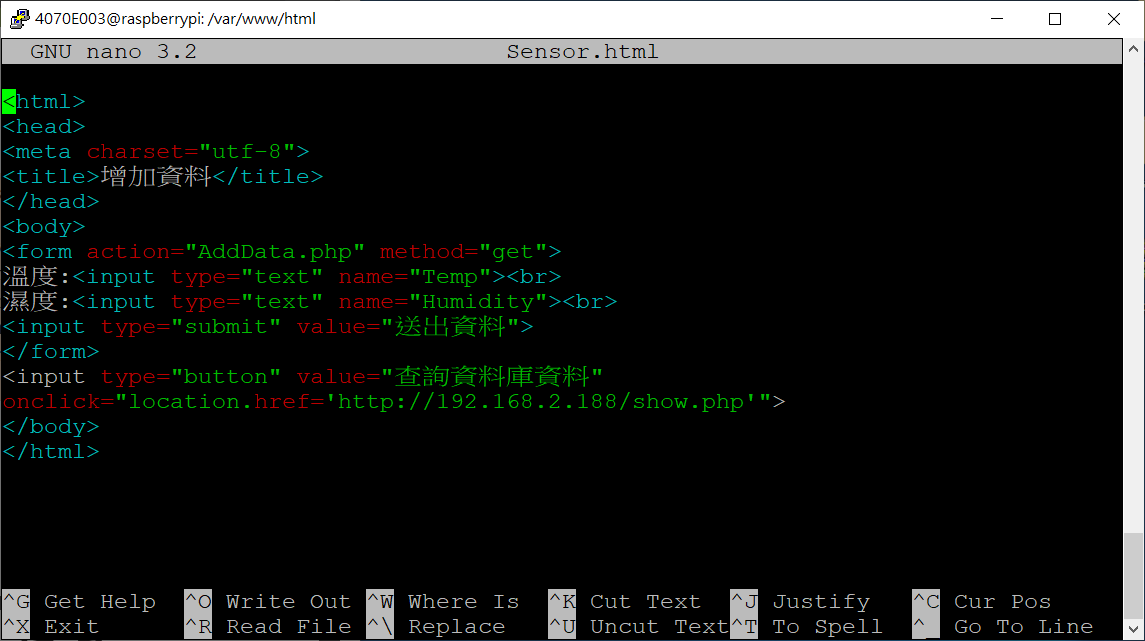 4070E003@raspberrypi: /var/www/html
GNU nano 3.2 Sensor.html
<html>
<head>
<meta charset="utf-8">
<title>增加資料</title>
</head>
<body>
<form action="AddData.php" method="get">
溫度:<input type="text" name="Temp"><br>
濕度:<input type="text" name="Humidity"><br>
<input type="submit" value="送出資料">
</form>
<input type="button" value="查詢資料庫資料"
onclick="location.href='http://192.168.2.188/show.php'">
</body>
</html>
^G Get Help ^O Write Out ^W Where Is ^K Cut Text ^J Justify ^C Cur Pos
^X Exit ^R Read File ^\ Replace ^U Uncut Text ^T To Spell ^_ Go To Line